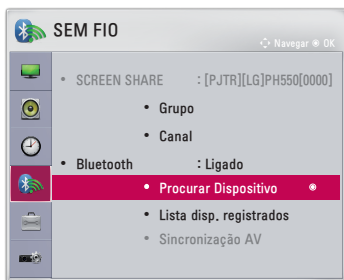 SEM FIO
Navegar ◉ OK
• SCREEN SHARE : [PJTR][LG]PH550[0000]
• Grupo
• Canal
• Bluetooth : Ligado
• Procurar Dispositivo ◉
• Lista disp. registrados
• Sincronização AV